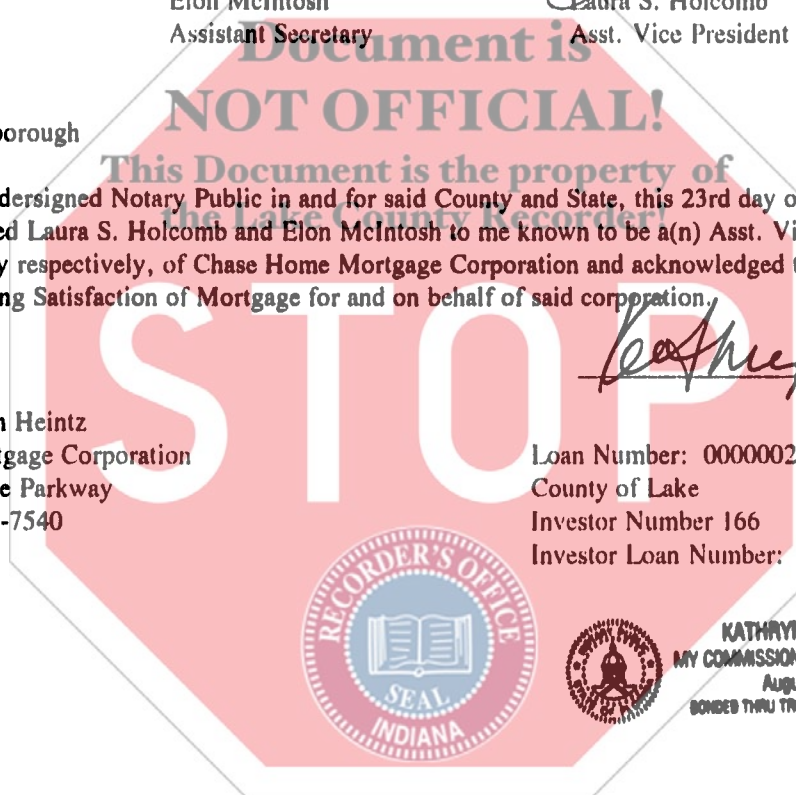 Elon McIntosh Laura S. Holcomb
Assistant Secretary Asst. Vice President
Document is
NOT OFFICIAL!
orough
This Document is the property of
dersigned Notary Public in and for said County and State, this 23rd day o
the Lake County Recorder!
ed Laura S. Holcomb and Elon McIntosh to me known to be a(n) Asst. Vi
y respectively, of Chase Home Mortgage Corporation and acknowledged t
ng Satisfaction of Mortgage for and on behalf of said corporation.
STOP
n Heintz
tgage Corporation Loan Number: 0000002
e Parkway County of Lake
-7540 Investor Number 166
Investor Loan Number:
RECORDER'S OFFICE
SEAL
INDIANA
KATHRY
MY COMMISSION
Augu
BONDED THRU TR